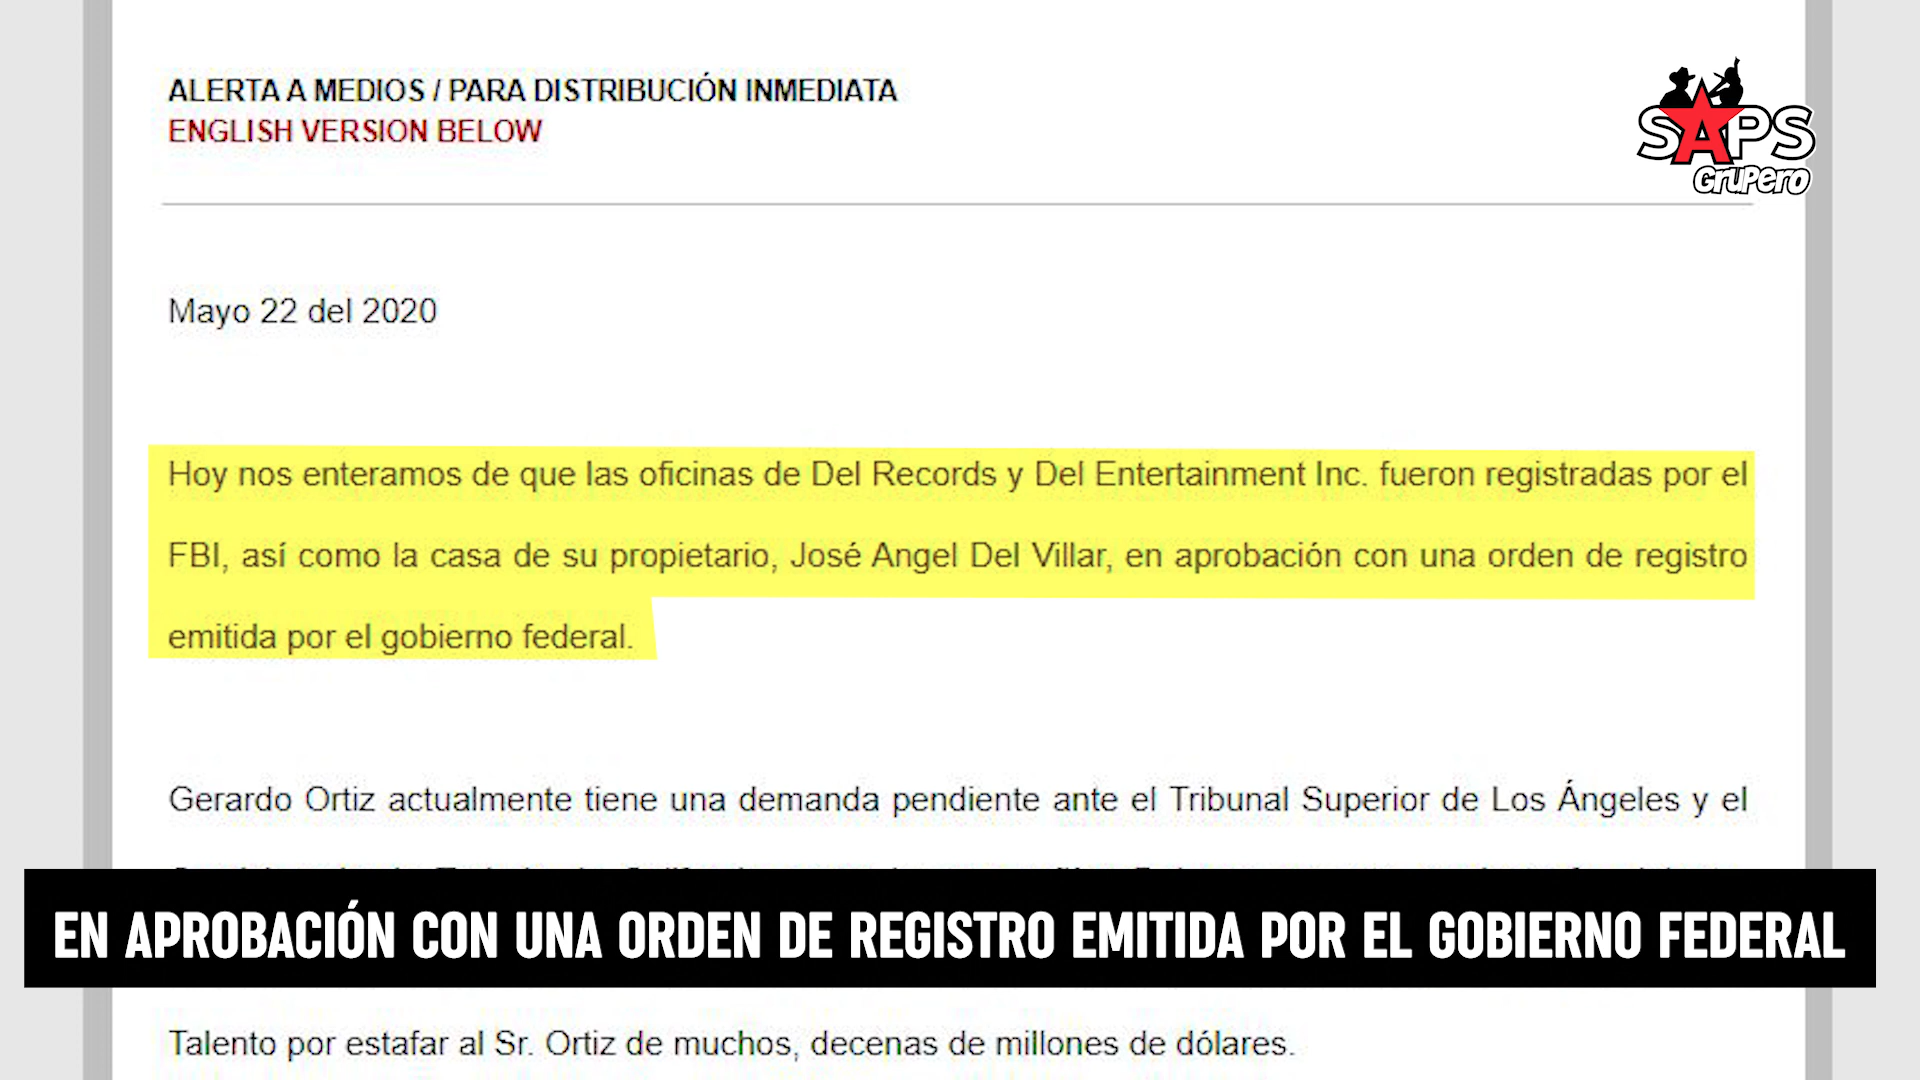 ALERTA A MEDIOS / PARA DISTRIBUCIÓN INMEDIATA
ENGLISH VERSION BELOW
SAPS
GRUPERO
Mayo 22 del 2020
Hoy nos enteramos de que las oficinas de Del Records y Del Entertainment Inc. fueron registradas por el
FBI, así como la casa de su propietario, José Angel Del Villar, en aprobación con una orden de registro
emitida por el gobierno federal.
Gerardo Ortiz actualmente tiene una demanda pendiente ante el Tribunal Superior de Los Ángeles y el
EN APROBACIÓN CON UNA ORDEN DE REGISTRO EMITIDA POR EL GOBIERNO FEDERAL
Talento por estafar al Sr. Ortiz de muchos, decenas de millones de dólares.